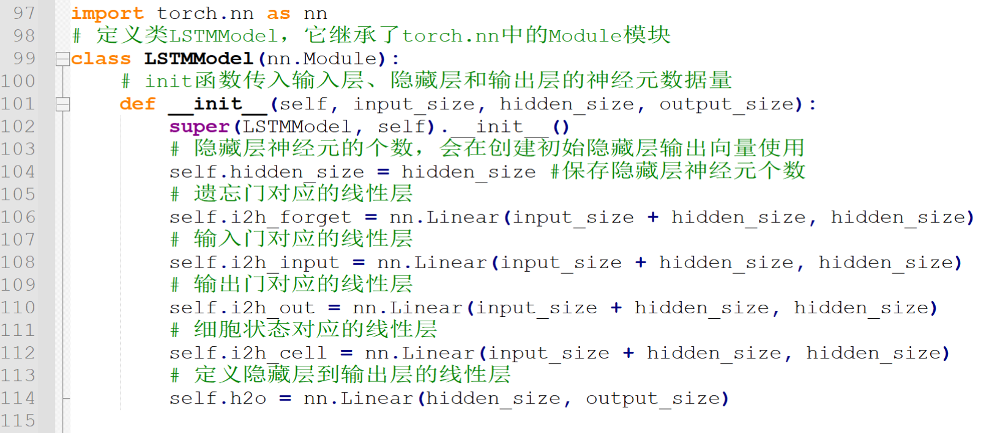 97 import torch.nn as nn
98 # 定义类LSTMModel，它继承了torch.nn中的Module模块
99 class LSTMModel(nn.Module):
100     # init函数传入输入层、隐藏层和输出层的神经元数据量
101     def __init__(self, input_size, hidden_size, output_size):
102         super(LSTMModel, self).__init__()
103         # 隐藏层神经元的个数，会在创建初始隐藏层输出向量使用
104         self.hidden_size = hidden_size #保存隐藏层神经元个数
105         # 遗忘门对应的线性层
106         self.i2h_forget = nn.Linear(input_size + hidden_size, hidden_size)
107         # 输入门对应的线性层
108         self.i2h_input = nn.Linear(input_size + hidden_size, hidden_size)
109         # 输出门对应的线性层
110         self.i2h_out = nn.Linear(input_size + hidden_size, hidden_size)
111         # 细胞状态对应的线性层
112         self.i2h_cell = nn.Linear(input_size + hidden_size, hidden_size)
113         # 定义隐藏层到输出层的线性层
114         self.h2o = nn.Linear(hidden_size, output_size)
115